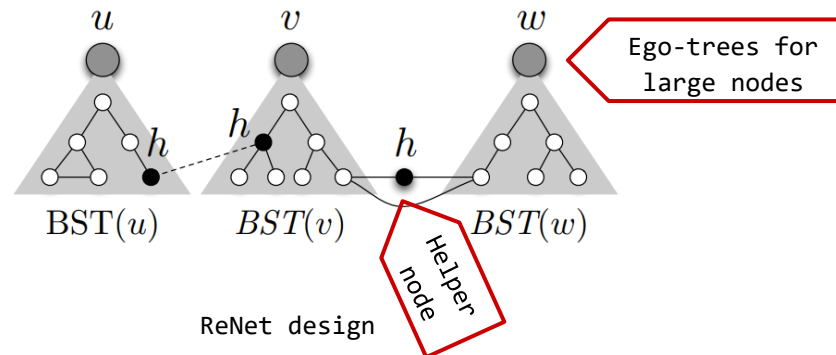 u
v
w
Ego-trees for
large nodes
h
h
h
BST(u)
BST(v)
BST(w)
Helper
node
ReNet design